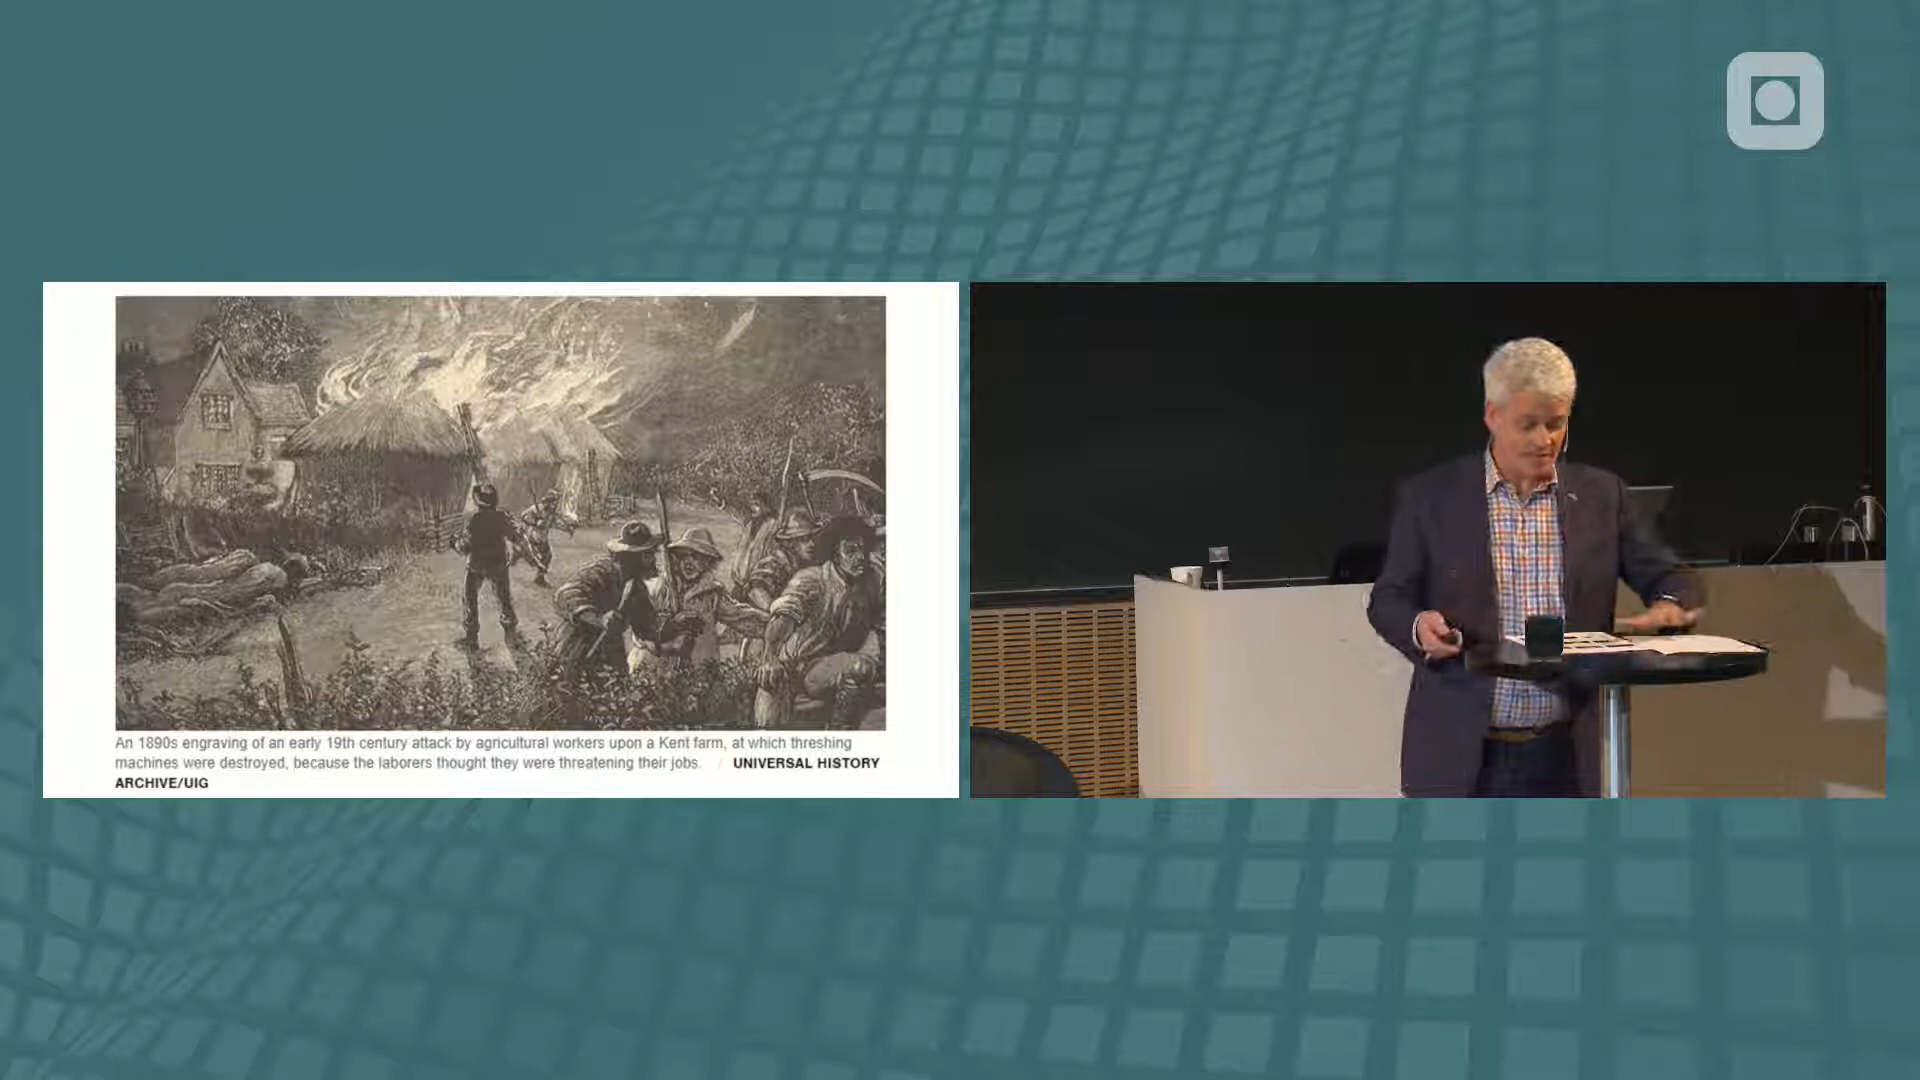 An 1890s engraving of an early 19th century attack by agricultural workers upon a Kent farm, at which threshing
machines were destroyed, because the laborers thought they were threatening their jobs. / UNIVERSAL HISTORY
ARCHIVE/UIG